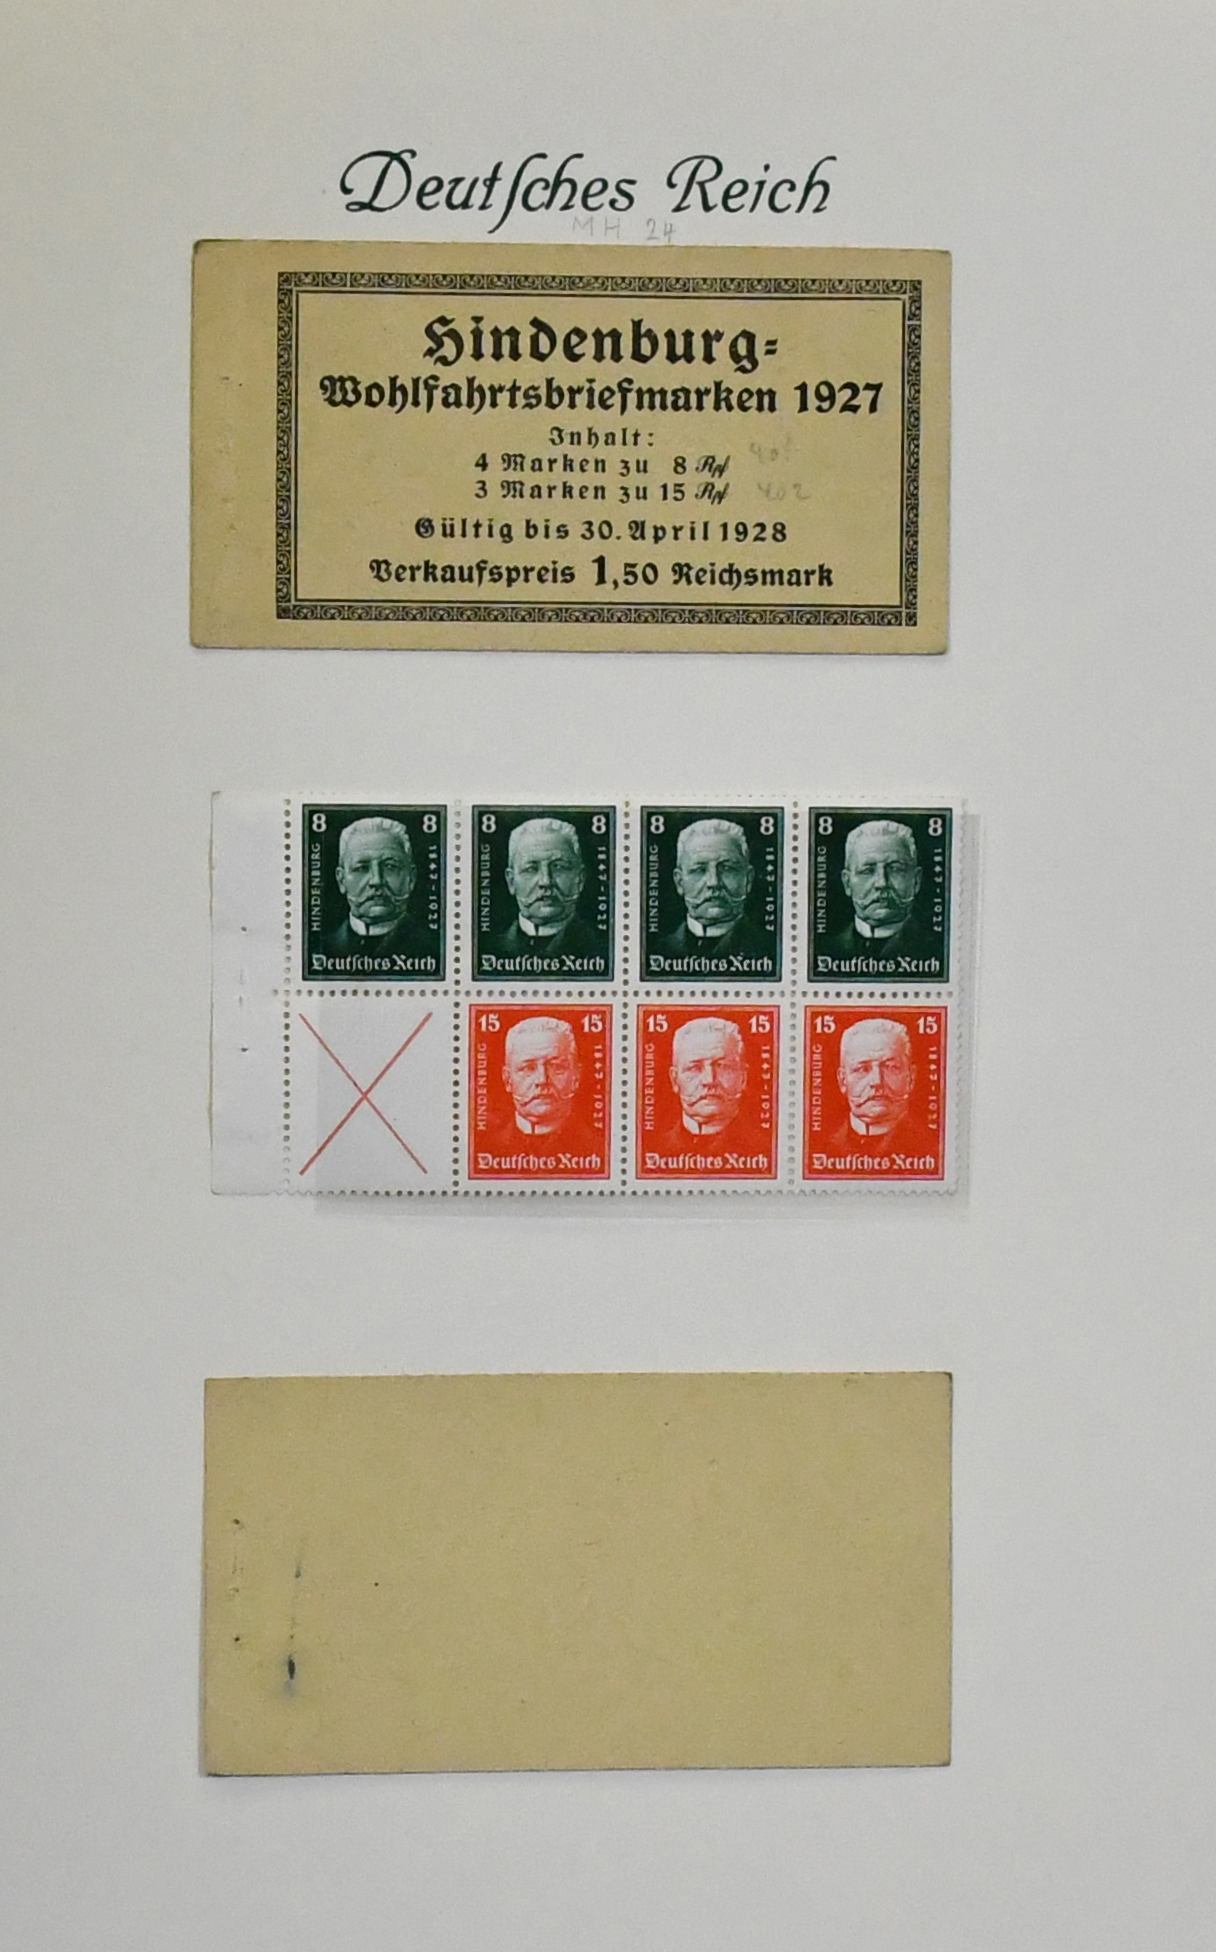 Deutſches Reich
MH 24
Hindenburg=
Wohlfahrtsbriefmarken 1927
Inhalt:
4 Marken zu 8 Rpf
3 Marken zu 15 Rpf 402
Gültig bis 30. April 1928
Verkaufspreis 1,50 Reichsmark
8 8 8 8 8 8 8 8
HINDENBURG 1847-1927 HINDENBURG 1847-1927 HINDENBURG 1847-1927 HINDENBURG 1847-1927
Deutſches Reich Deutſches Reich Deutſches Reich Deutſches Reich
15 15 15 15 15 15
HINDENBURG 1847-1927 HINDENBURG 1847-1927 HINDENBURG 1847-1927
Deutſches Reich Deutſches Reich Deutſches Reich